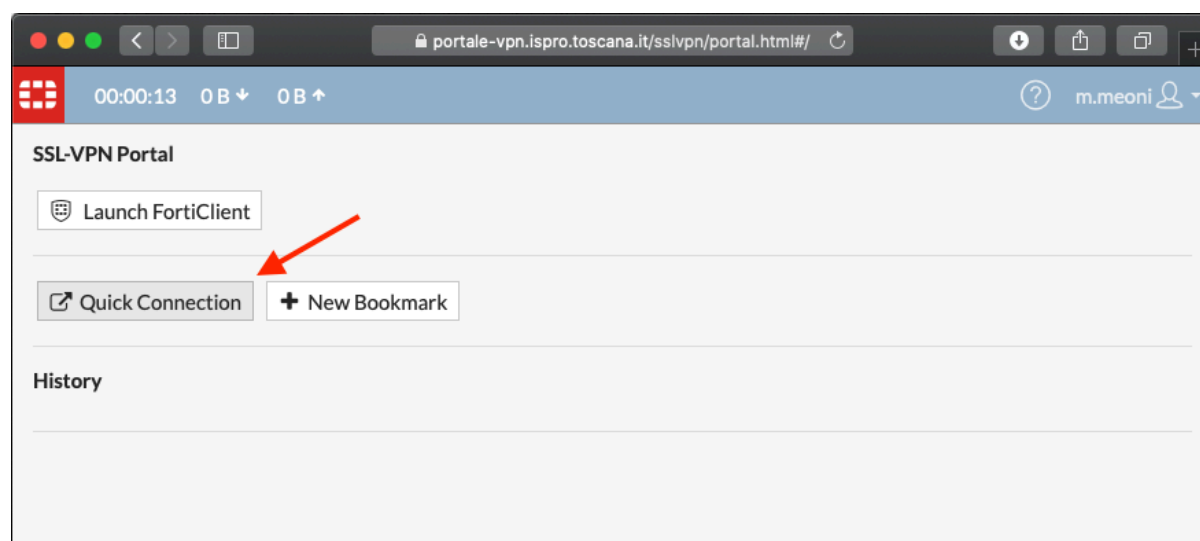 portale-vpn.ispro.toscana.it/sslvpn/portal.html#/
00:00:13 0 B 0 B m.meoni
SSL-VPN Portal
Launch FortiClient
Quick Connection New Bookmark
History